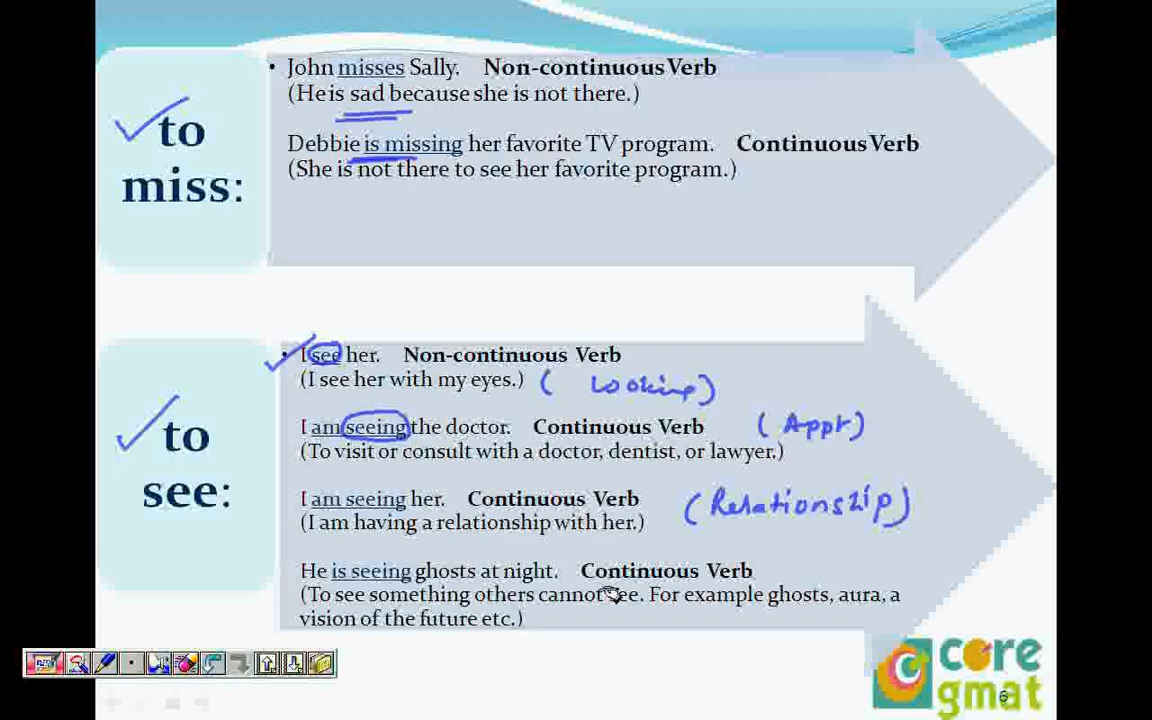 to
miss:
• John misses Sally. Non-continuous Verb
(He is sad because she is not there.)
Debbie is missing her favorite TV program. Continuous Verb
(She is not there to see her favorite program.)
to
see:
• I see her. Non-continuous Verb
(I see her with my eyes.) ( Looking)
I am seeing the doctor. Continuous Verb (Appt)
(To visit or consult with a doctor, dentist, or lawyer.)
I am seeing her. Continuous Verb (Relationship)
(I am having a relationship with her.)
He is seeing ghosts at night. Continuous Verb
(To see something others cannot see. For example ghosts, aura, a
vision of the future etc.)
core
gmat
6